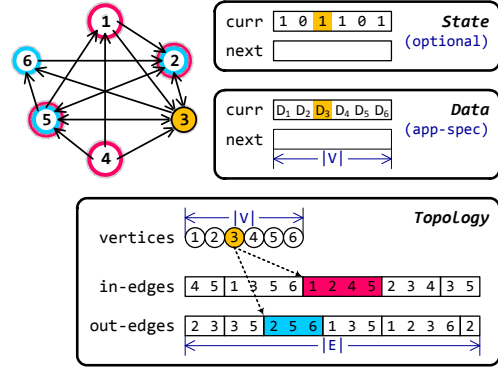 1
6
2
5
3
4
curr 1 0 1 1 0 1 State
next (optional)
Data
curr D1 D2 D3 D4 D5 D6 (app-spec)
next
|V|
Topology
|V|
vertices 1 2 3 4 5 6
in-edges 4 5 1 3 5 6 1 2 4 5 2 3 4 3 5
out-edges 2 3 3 5 2 5 6 1 3 5 1 2 3 6 2
|E|